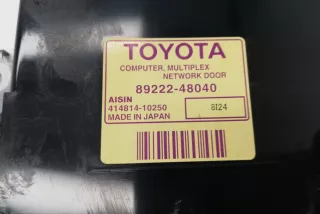 TOYOTA
COMPUTER, MULTIPLEX
NETWORK DOOR
89222-48040
AISIN
414814-10250
MADE IN JAPAN
8I24